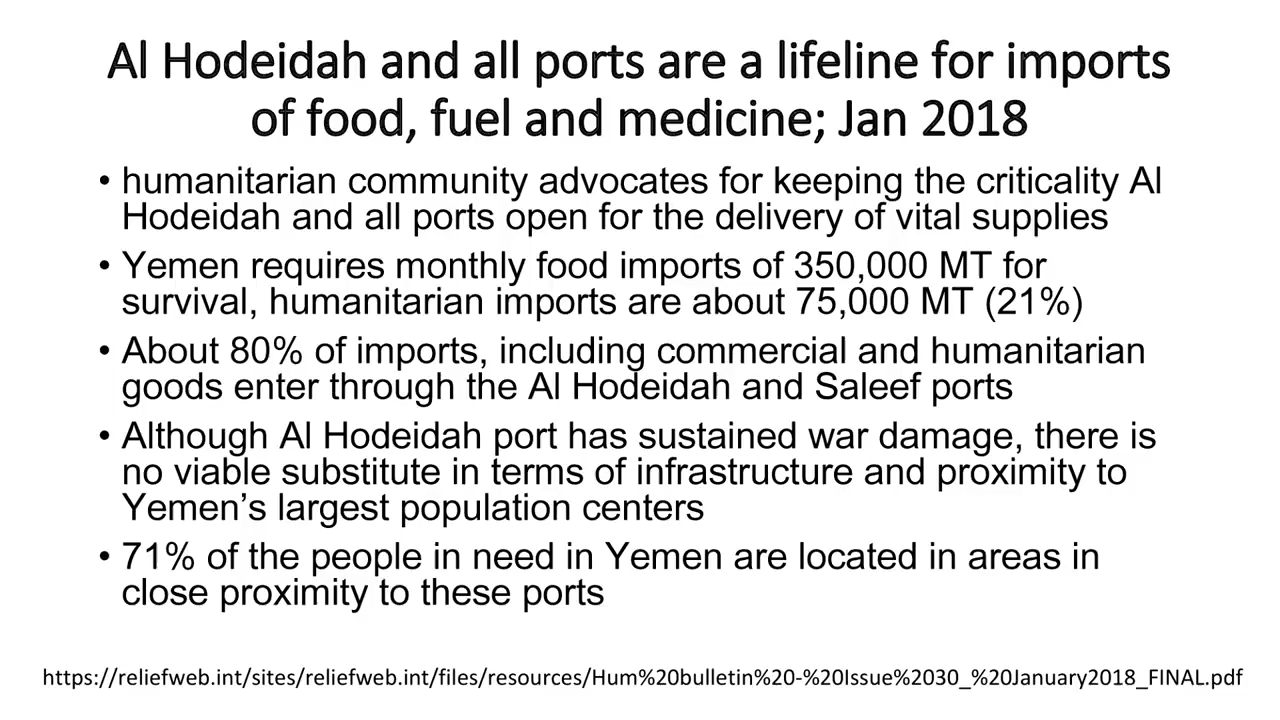 Al Hodeidah and all ports are a lifeline for imports
of food, fuel and medicine; Jan 2018
• humanitarian community advocates for keeping the criticality Al
Hodeidah and all ports open for the delivery of vital supplies
• Yemen requires monthly food imports of 350,000 MT for
survival, humanitarian imports are about 75,000 MT (21%)
• About 80% of imports, including commercial and humanitarian
goods enter through the Al Hodeidah and Saleef ports
• Although Al Hodeidah port has sustained war damage, there is
no viable substitute in terms of infrastructure and proximity to
Yemen’s largest population centers
• 71% of the people in need in Yemen are located in areas in
close proximity to these ports
https://reliefweb.int/sites/reliefweb.int/files/resources/Hum%20bulletin%20-%20Issue%2030_%20January2018_FINAL.pdf